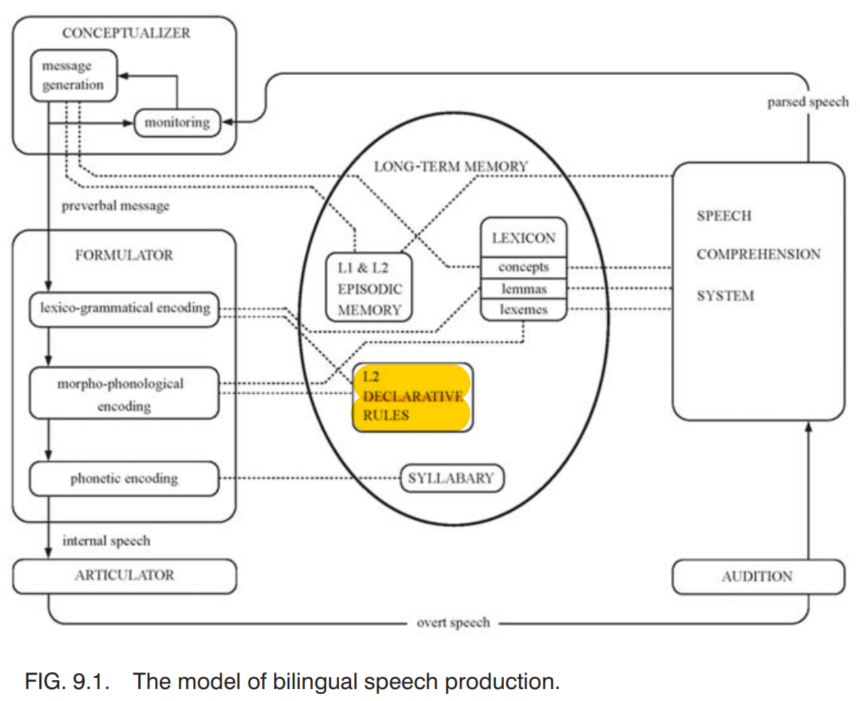 CONCEPTUALIZER
message
generation
monitoring
parsed speech
LONG-TERM MEMORY
preverbal message
SPEECH
COMPREHENSION
SYSTEM
FORMULATOR
LEXICON
concepts
lemmas
lexemes
L1 & L2
EPISODIC
MEMORY
lexico-grammatical encoding
morpho-phonological
encoding
L2
DECLARATIVE
RULES
phonetic encoding
SYLLABARY
internal speech
ARTICULATOR
AUDITION
overt speech
FIG. 9.1. The model of bilingual speech production.